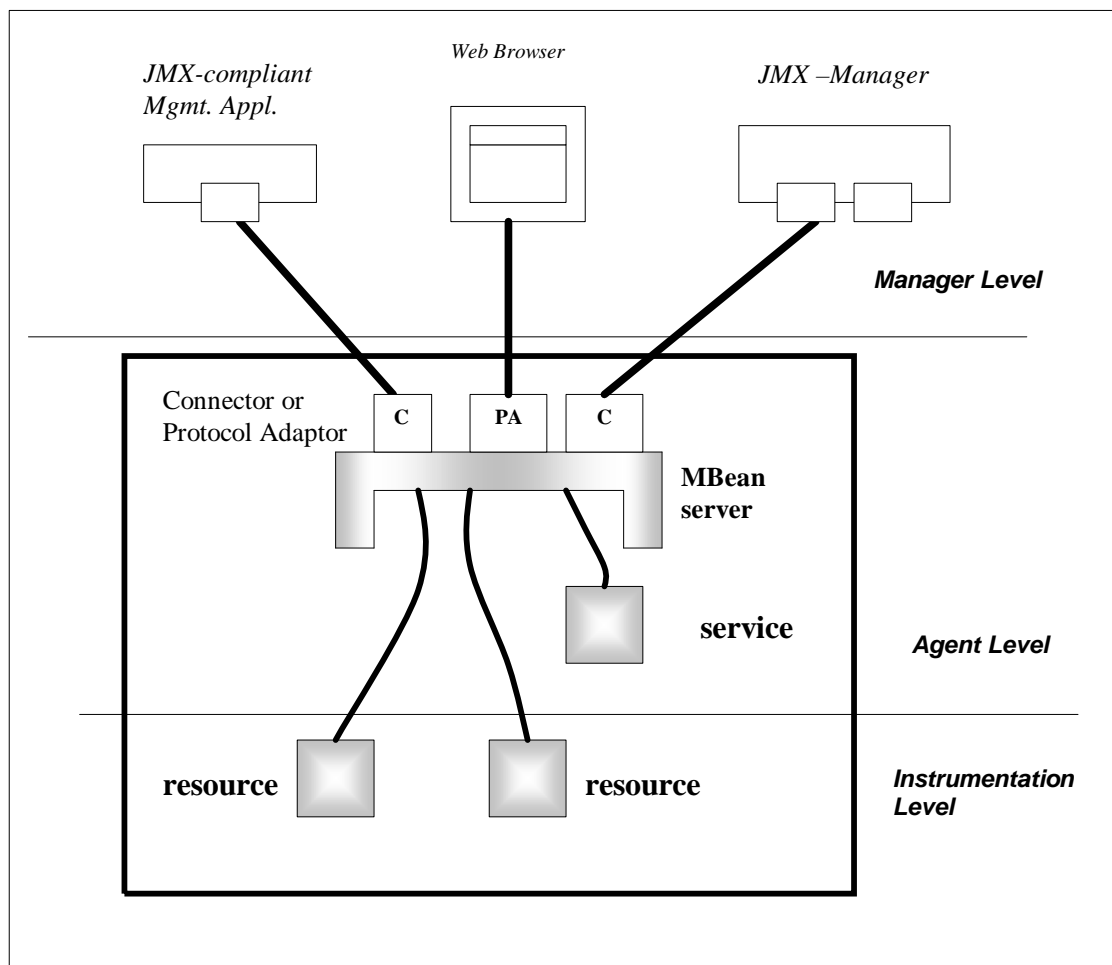 Web Browser
JMX-compliant
Mgmt. Appl.
JMX –Manager
Manager Level
Connector or
Protocol Adaptor
C
PA
C
MBean
server
service
Agent Level
resource
resource
Instrumentation
Level